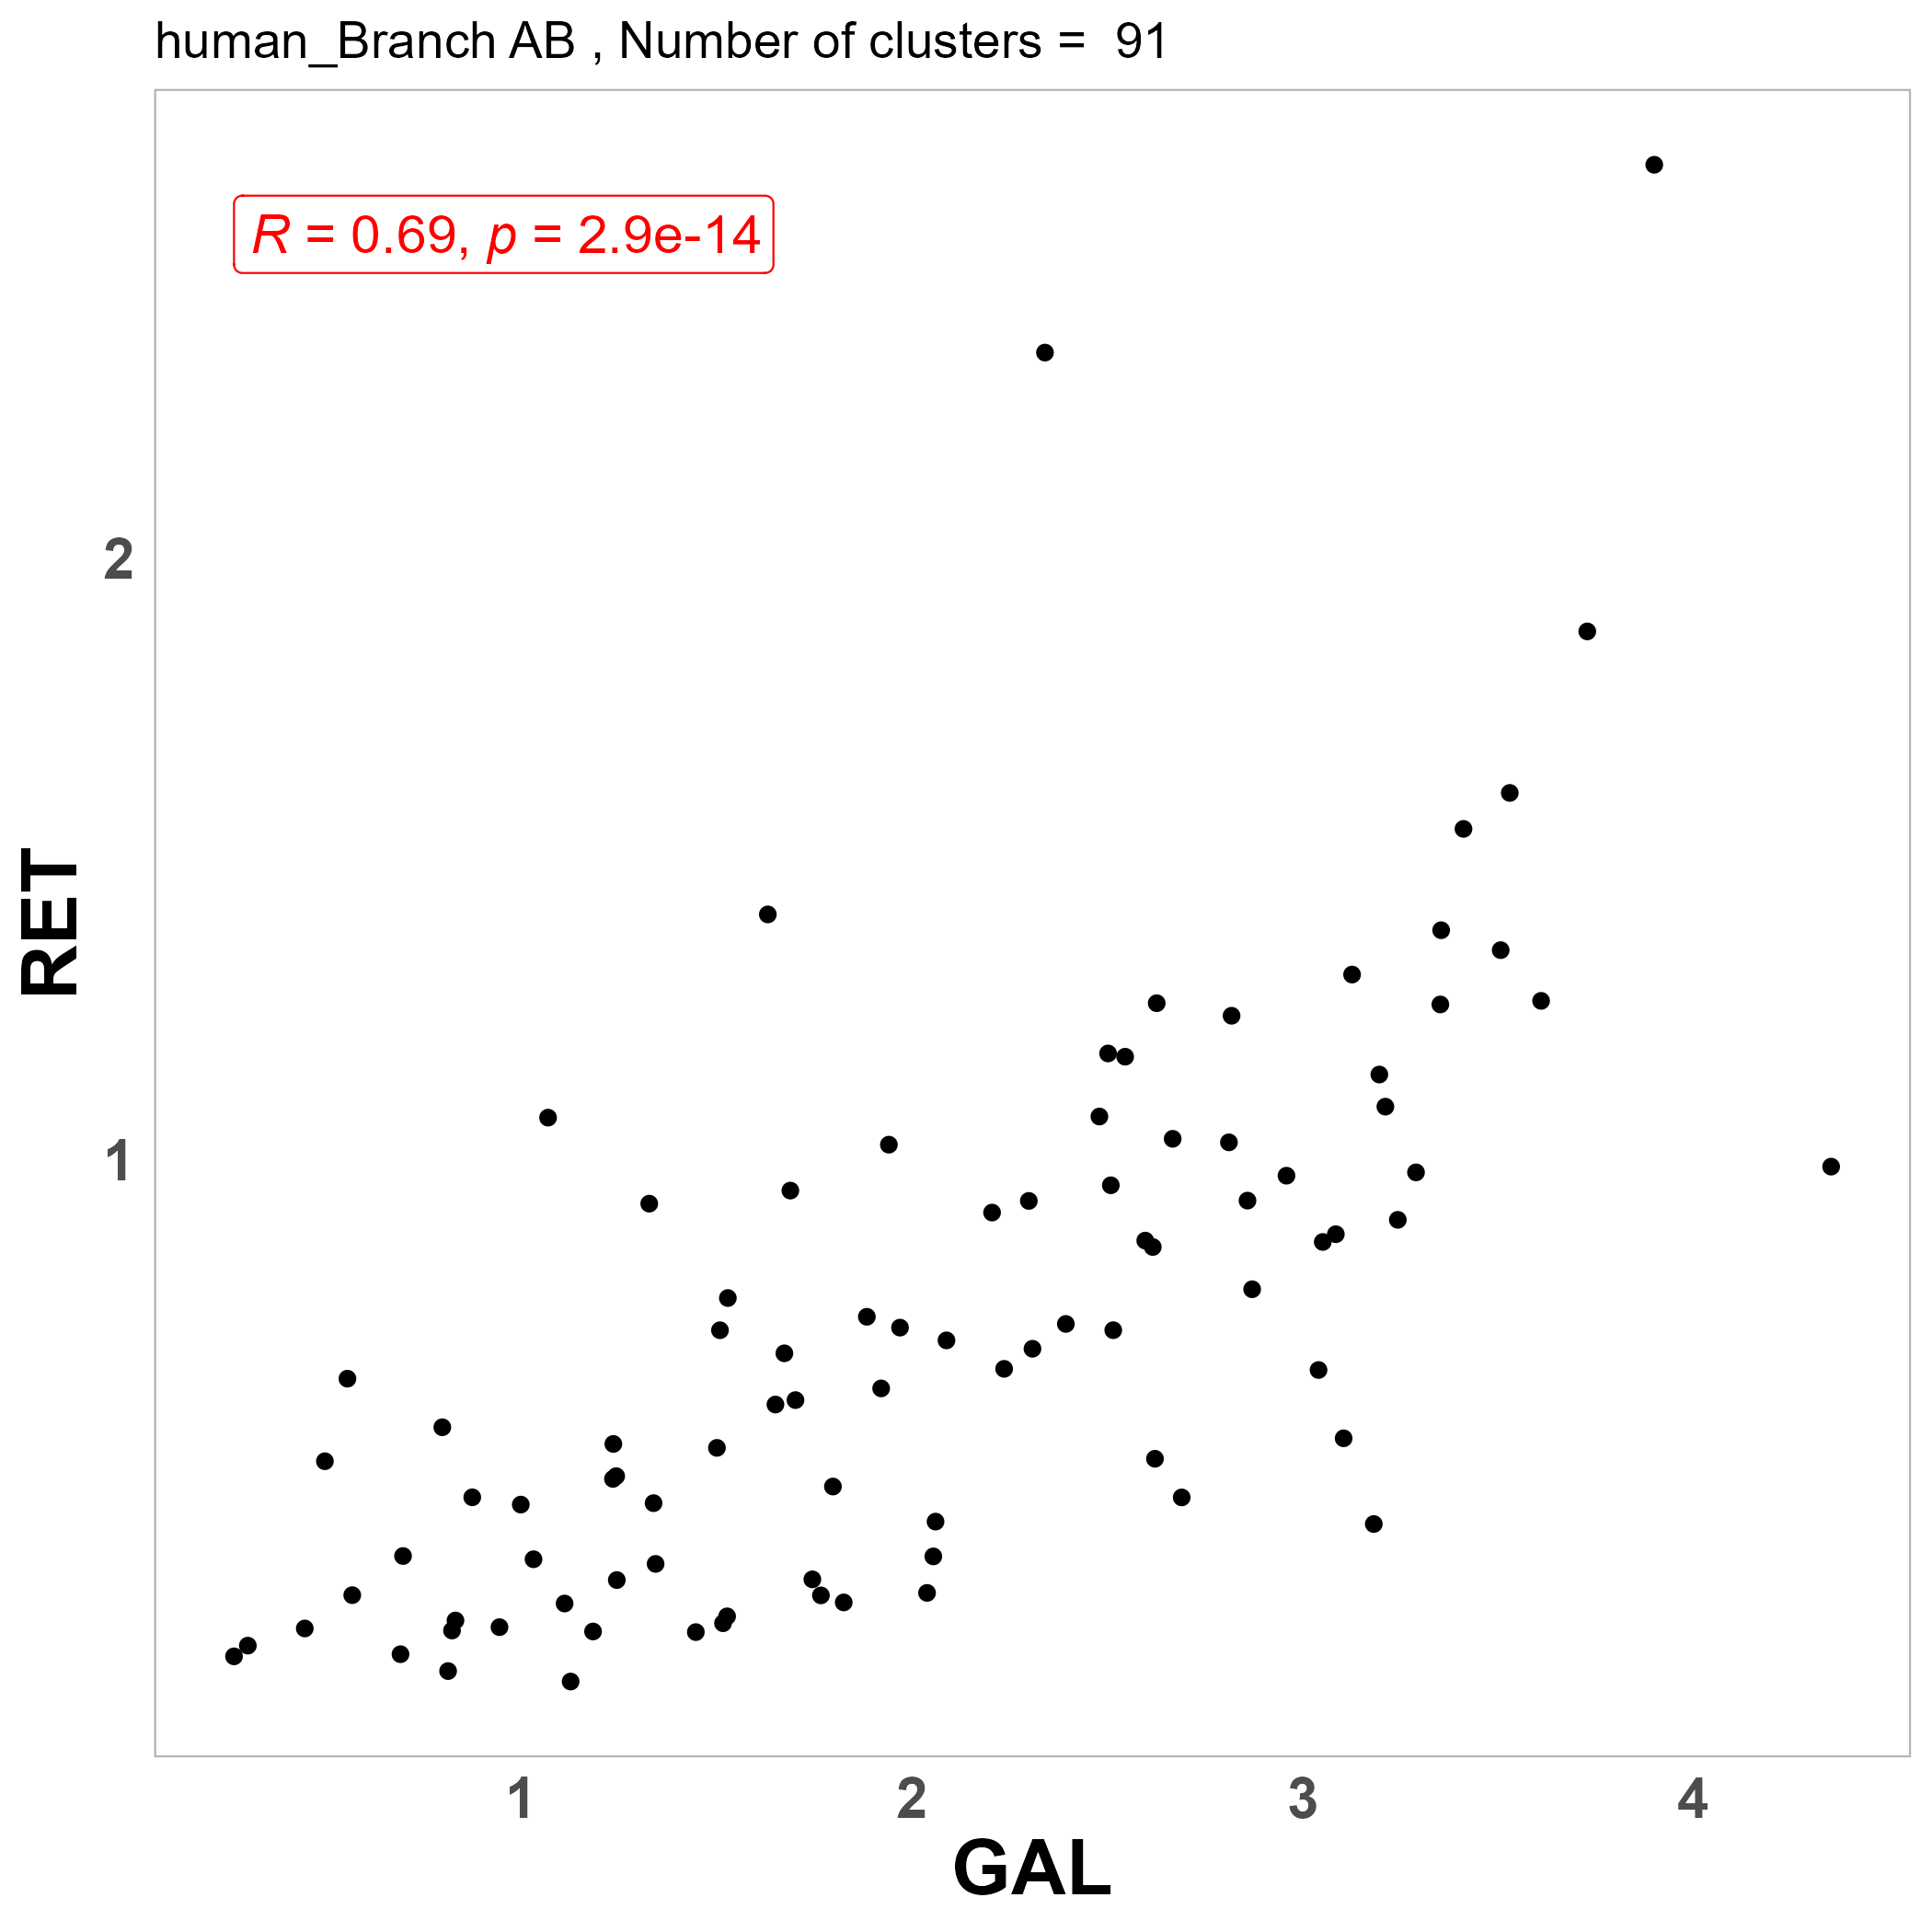 human_Branch AB , Number of clusters =  91
R = 0.69, p = 2.9e-14
2
1
RET
1 2 3 4
GAL